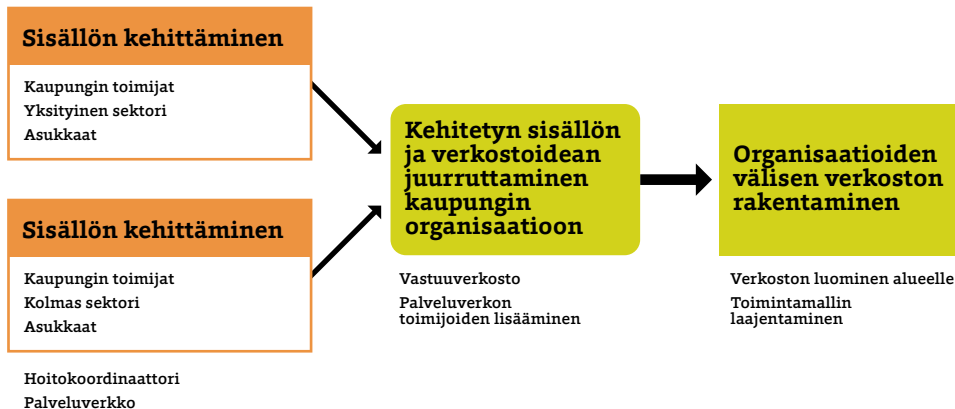 Sisällön kehittäminen
Kaupungin toimijat
Yksityinen sektori
Asukkaat
Sisällön kehittäminen
Kaupungin toimijat
Kolmas sektori
Asukkaat
Hoitokoordinaattori
Palveluverkko
Kehitetyn sisällön
ja verkostoidean
juurruttaminen
kaupungin
organisaatioon
Vastuuverkosto
Palveluverkon
toimijoiden lisääminen
Organisaatioiden
välisen verkoston
rakentaminen
Verkoston luominen alueelle
Toimintamallin
laajentaminen